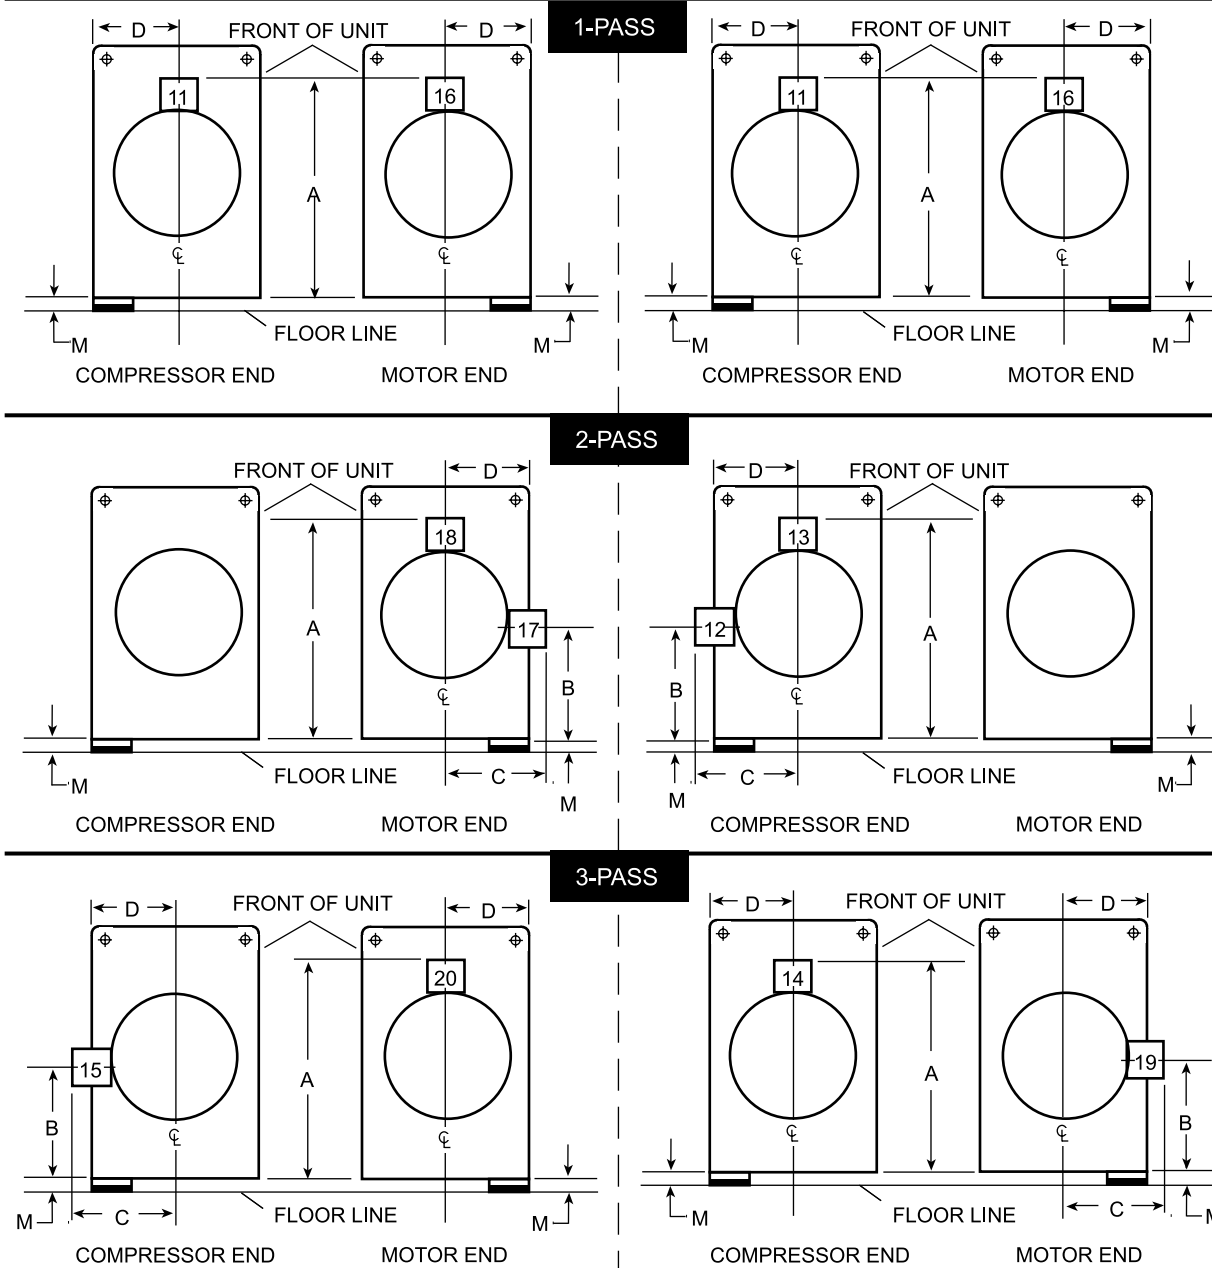 1-PASS
D FRONT OF UNIT D
D FRONT OF UNIT D
11 16
11 16
A
A
℄ ℄
℄ ℄
M FLOOR LINE M
M FLOOR LINE M
COMPRESSOR END MOTOR END
COMPRESSOR END MOTOR END
2-PASS
FRONT OF UNIT D
D FRONT OF UNIT
18
13
A 17
12 A
B
B
℄
℄
M FLOOR LINE C M
M C FLOOR LINE M
COMPRESSOR END MOTOR END
COMPRESSOR END MOTOR END
3-PASS
D FRONT OF UNIT D
D FRONT OF UNIT D
20
14
15 A
A 19
B
B
℄ ℄
℄ ℄
M C FLOOR LINE M
M FLOOR LINE C M
COMPRESSOR END MOTOR END
COMPRESSOR END MOTOR END